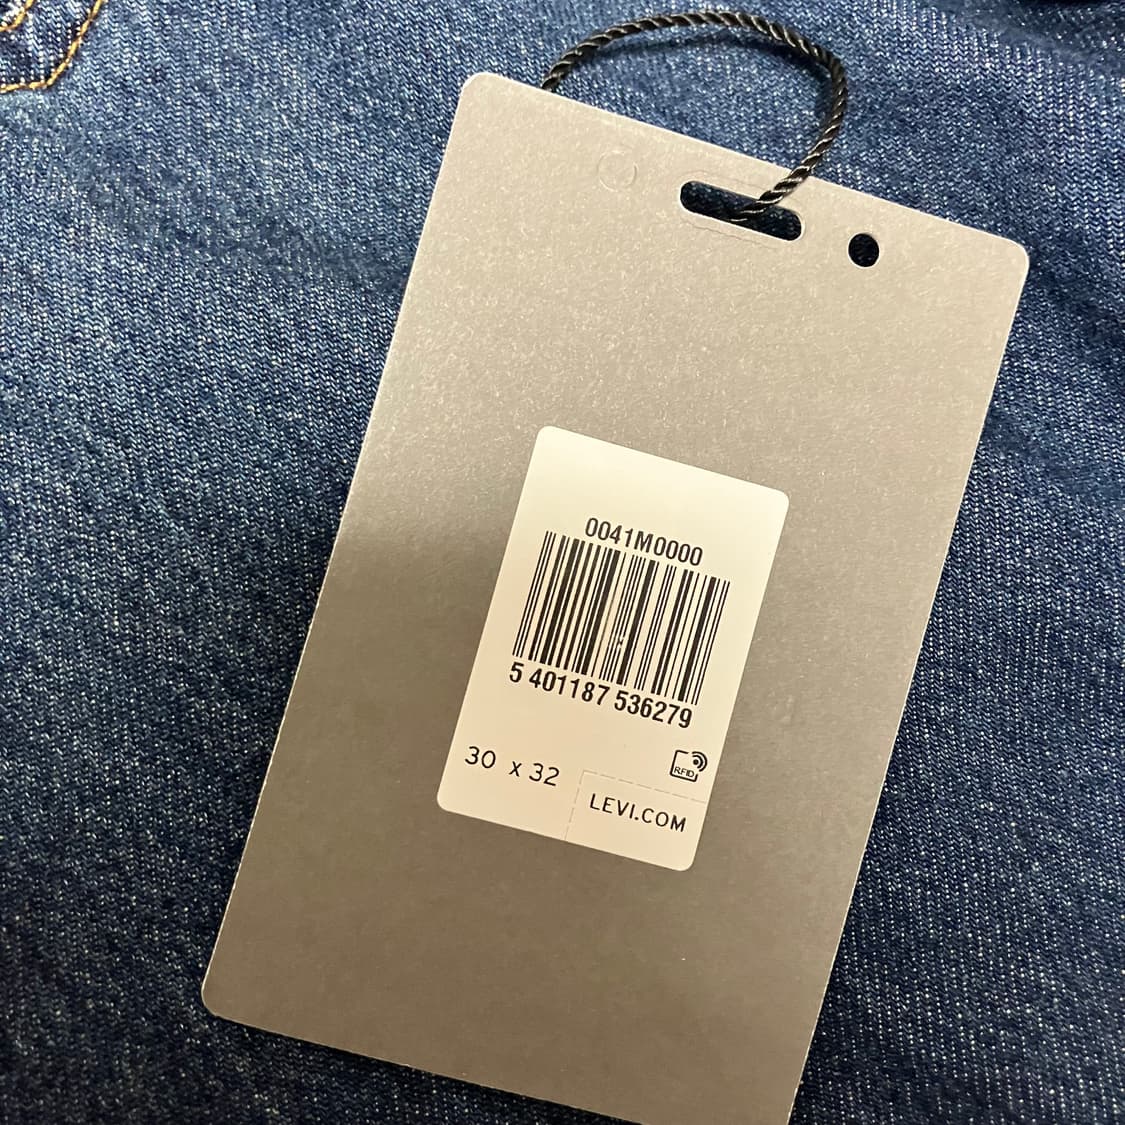 0041M0000
5 401187 536279
30 x 32
RFID
LEVI.COM